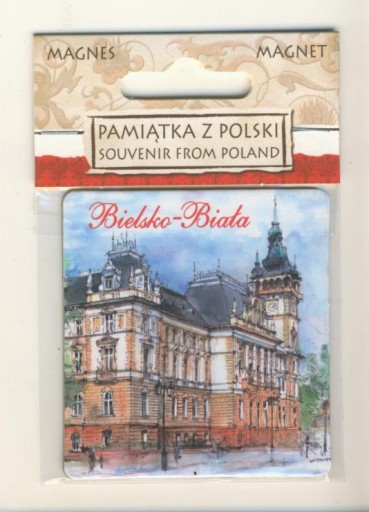 MAGNES
MAGNET
PAMIĄTKA Z POLSKI
SOUVENIR FROM POLAND
Bielsko-Biała